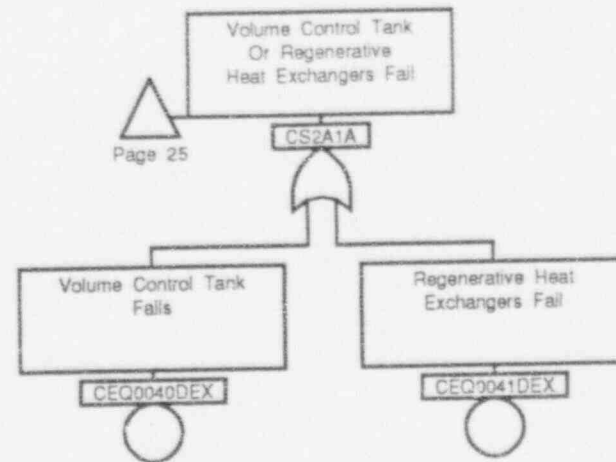 Volume Control Tank
Or Regenerative
Heat Exchangers Fail
CS2A1A
Page 25
Volume Control Tank
Fails
CEQ0040DEX
Regenerative Heat
Exchangers Fail
CEQ0041DEX